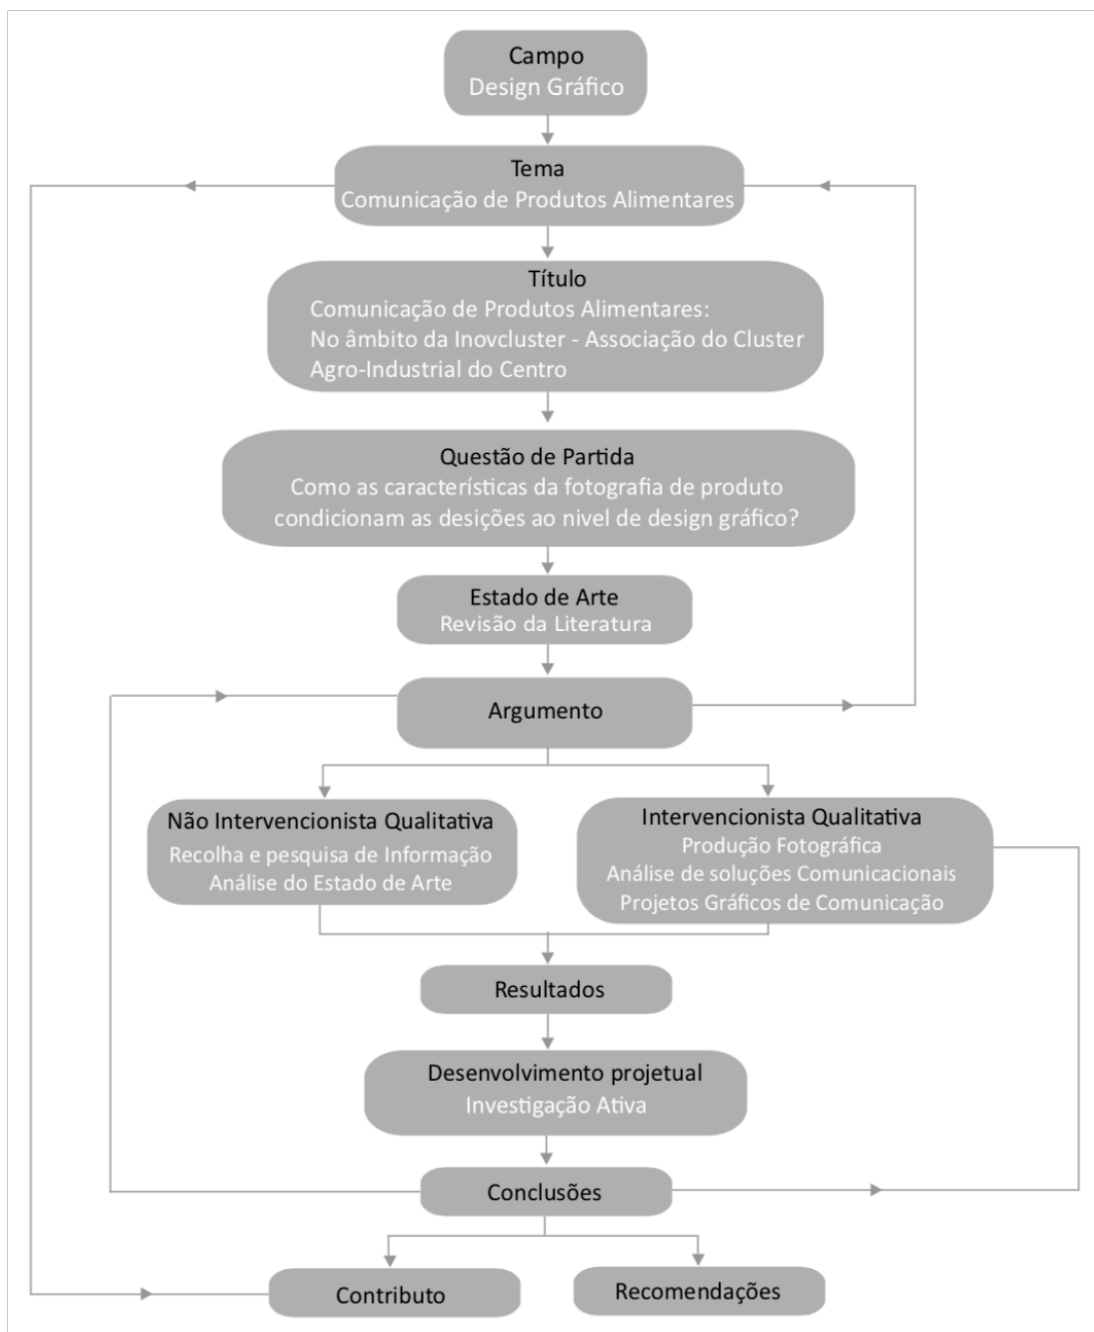 Campo
Design Gráfico
Tema
Comunicação de Produtos Alimentares
Título
Comunicação de Produtos Alimentares:
No âmbito da Inovcluster - Associação do Cluster
Agro-Industrial do Centro
Questão de Partida
Como as características da fotografia de produto
condicionam as desições ao nivel de design gráfico?
Estado de Arte
Revisão da Literatura
Argumento
Não Intervencionista Qualitativa
Recolha e pesquisa de Informação
Análise do Estado de Arte
Intervencionista Qualitativa
Produção Fotográfica
Análise de soluções Comunicacionais
Projetos Gráficos de Comunicação
Resultados
Desenvolvimento projetual
Investigação Ativa
Conclusões
Contributo
Recomendações